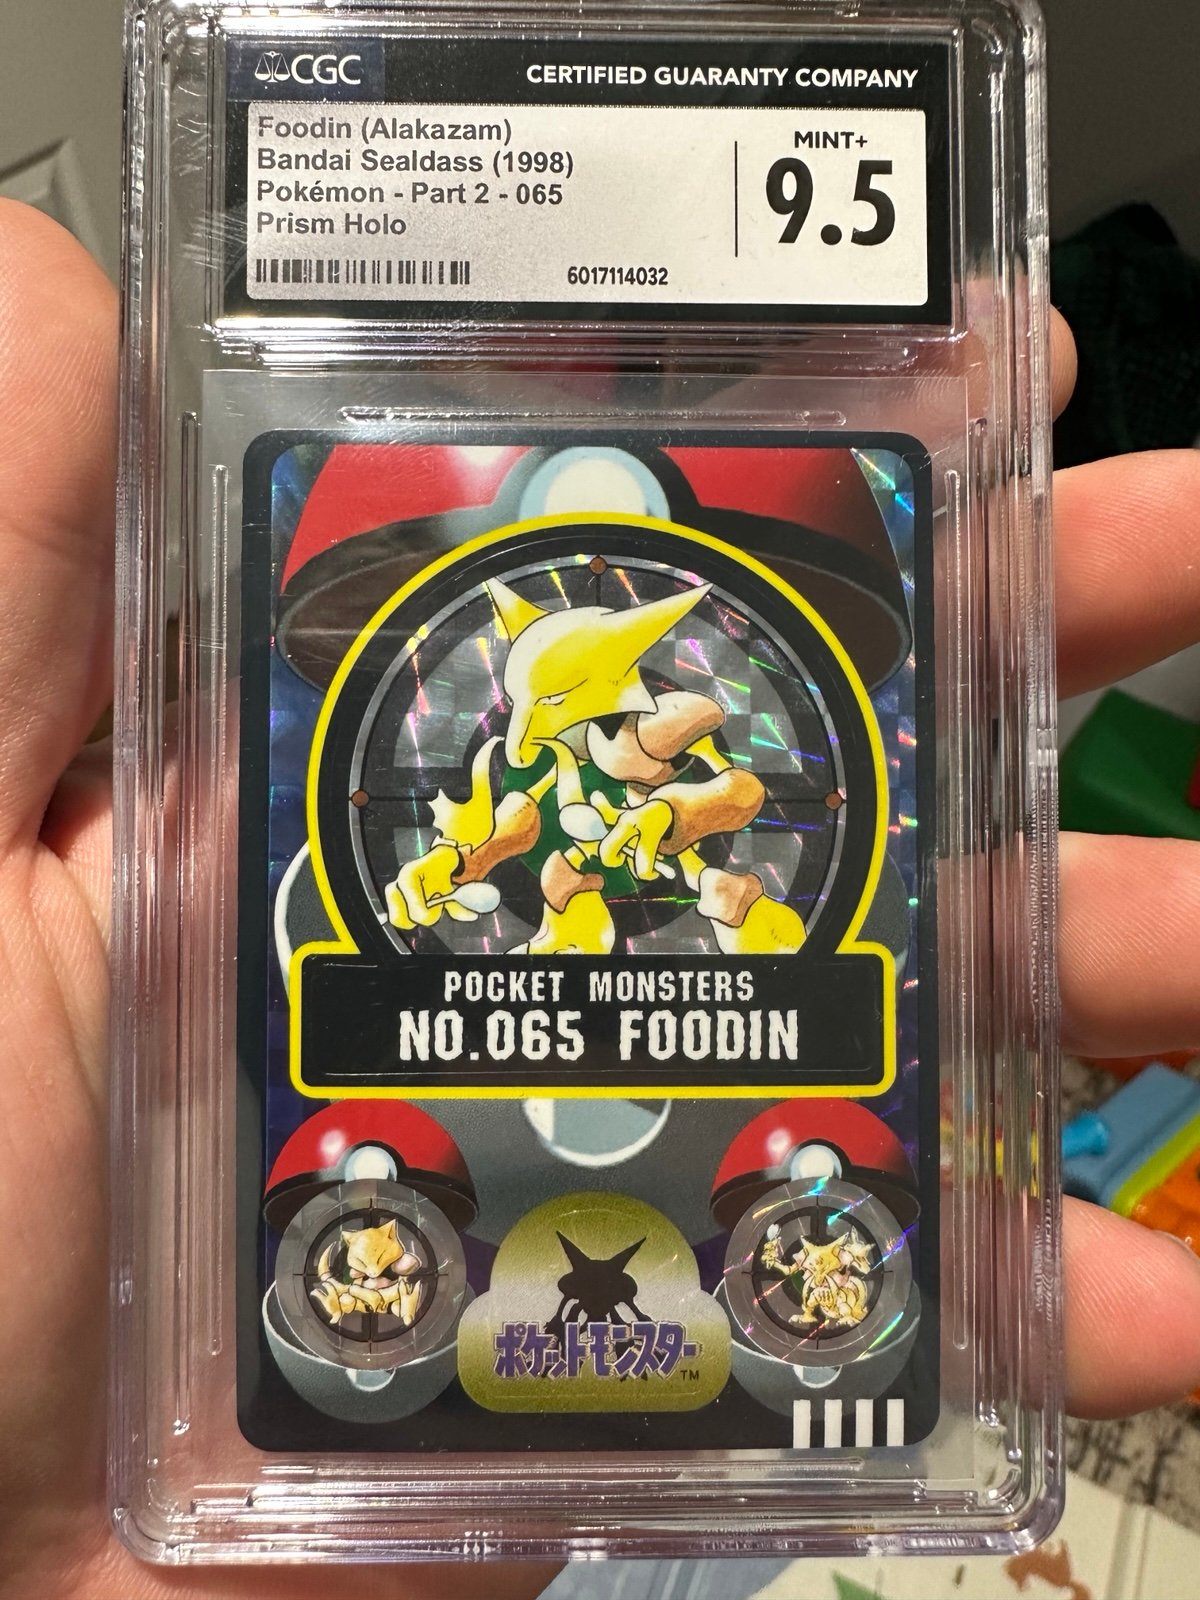 CGC
CERTIFIED GUARANTY COMPANY
Foodin (Alakazam)
Bandai Sealdass (1998)
Pokémon - Part 2 - 065
Prism Holo
MINT+
9.5
6017114032
POCKET MONSTERS
NO.065 FOODIN
ポケットモンスター
TM